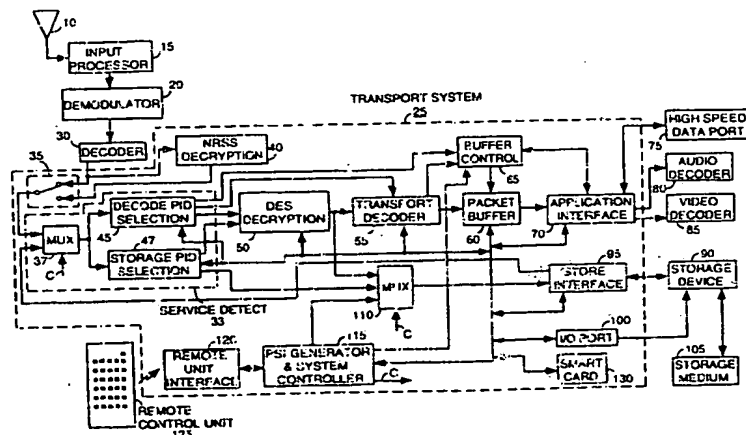 10
INPUT
PROCESSOR
15
DEMODULATOR
20
TRANSPORT SYSTEM
25
30
DECODER
35
NRSS
DECRYPTION
40
BUFFER
CONTROL
65
HIGH SPEED
DATA PORT
75
AUDIO
DECODER
80
VIDEO
DECODER
85
DECODE PID
SELECTION
45
DES
DECRYPTION
50
TRANSPORT
DECODER
55
PACKET
BUFFER
60
APPLICATION
INTERFACE
70
MUX
37
C
47
STORAGE PID
SELECTION
SERVICE DETECT
33
MUX
110
C
95
STORE
INTERFACE
90
STORAGE
DEVICE
I/O PORT
100
105
STORAGE
MEDIUM
120
REMOTE
UNIT
INTERFACE
115
PSI GENERATOR
& SYSTEM
CONTROLLER
C
SMART
CARD
130
REMOTE
CONTROL UNIT
125